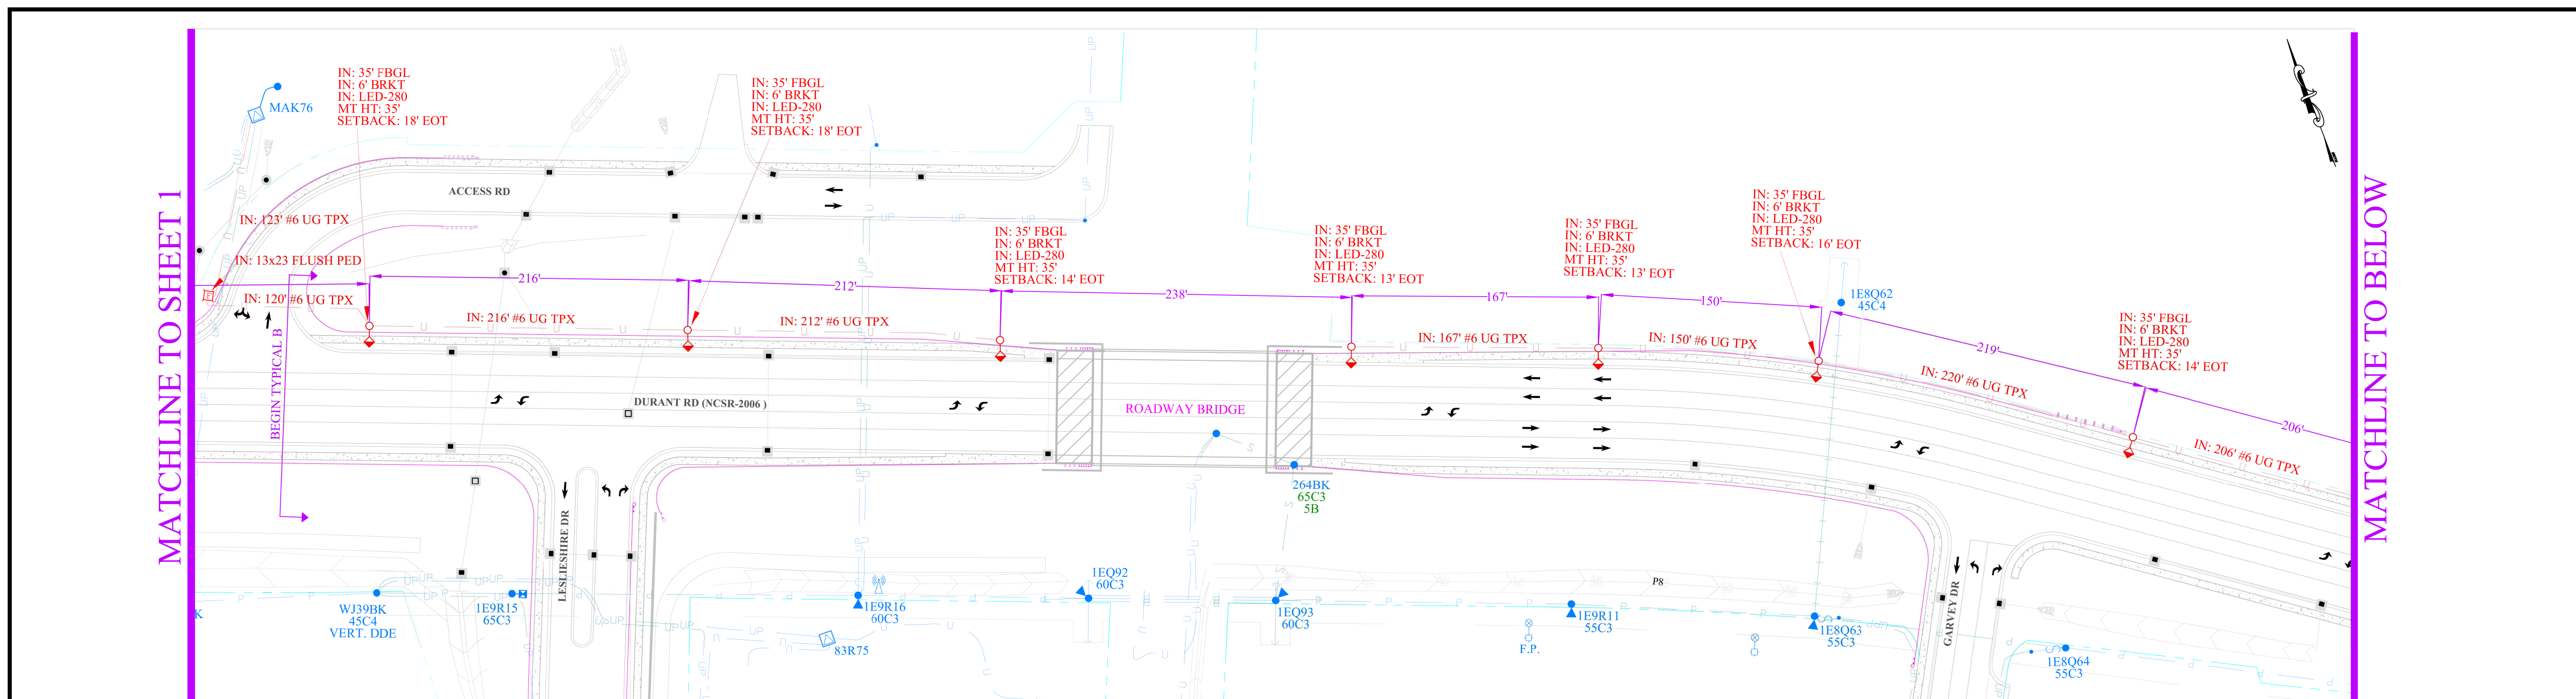 MATCHLINE TO SHEET 1
MAK76
IN: 35' FBGL
IN: 6' BRKT
IN: LED-280
MT HT: 35'
SETBACK: 18' EOT
IN: 35' FBGL
IN: 6' BRKT
IN: LED-280
MT HT: 35'
SETBACK: 18' EOT
ACCESS RD
IN: 123' #6 UG TPX
IN: 13x23 FLUSH PED
IN: 120' #6 UG TPX
BEGIN TYPICAL B
216'
IN: 216' #6 UG TPX
212'
IN: 212' #6 UG TPX
IN: 35' FBGL
IN: 6' BRKT
IN: LED-280
MT HT: 35'
SETBACK: 14' EOT
238'
IN: 35' FBGL
IN: 6' BRKT
IN: LED-280
MT HT: 35'
SETBACK: 13' EOT
167'
IN: 167' #6 UG TPX
IN: 35' FBGL
IN: 6' BRKT
IN: LED-280
MT HT: 35'
SETBACK: 13' EOT
150'
IN: 150' #6 UG TPX
IN: 35' FBGL
IN: 6' BRKT
IN: LED-280
MT HT: 35'
SETBACK: 16' EOT
1E8Q62
45C4
219'
IN: 220' #6 UG TPX
IN: 35' FBGL
IN: 6' BRKT
IN: LED-280
MT HT: 35'
SETBACK: 14' EOT
206'
IN: 206' #6 UG TPX
MATCHLINE TO BELOW
DURANT RD (NCSR-2006 )
ROADWAY BRIDGE
264BK
65C3
5B
LESLIESHIRE DR
GARVEY DR
P8
K
WJ39BK
45C4
VERT. DDE
1E9R15
65C3
1E9R16
60C3
83R75
1EQ92
60C3
1EQ93
60C3
F.P.
1E9R11
55C3
1E8Q63
55C3
1E8Q64
55C3